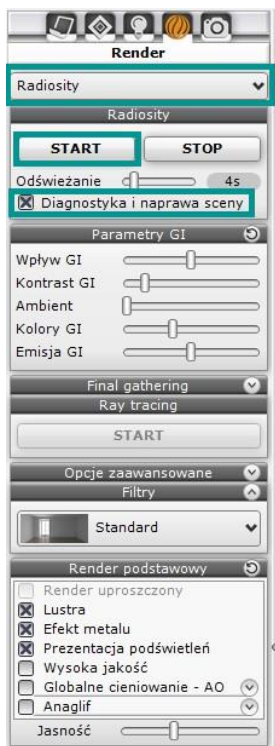 Render
Radiosity
Radiosity
START STOP
Odświeżanie 4s
Diagnostyka i naprawa sceny
Parametry GI
Wpływ GI
Kontrast GI
Ambient
Kolory GI
Emisja GI
Final gathering
Ray tracing
START
Opcje zaawansowane
Filtry
Standard
Render podstawowy
Render uproszczony
Lustra
Efekt metalu
Prezentacja podświetleń
Wysoka jakość
Globalne cieniowanie - AO
Anaglif
Jasność